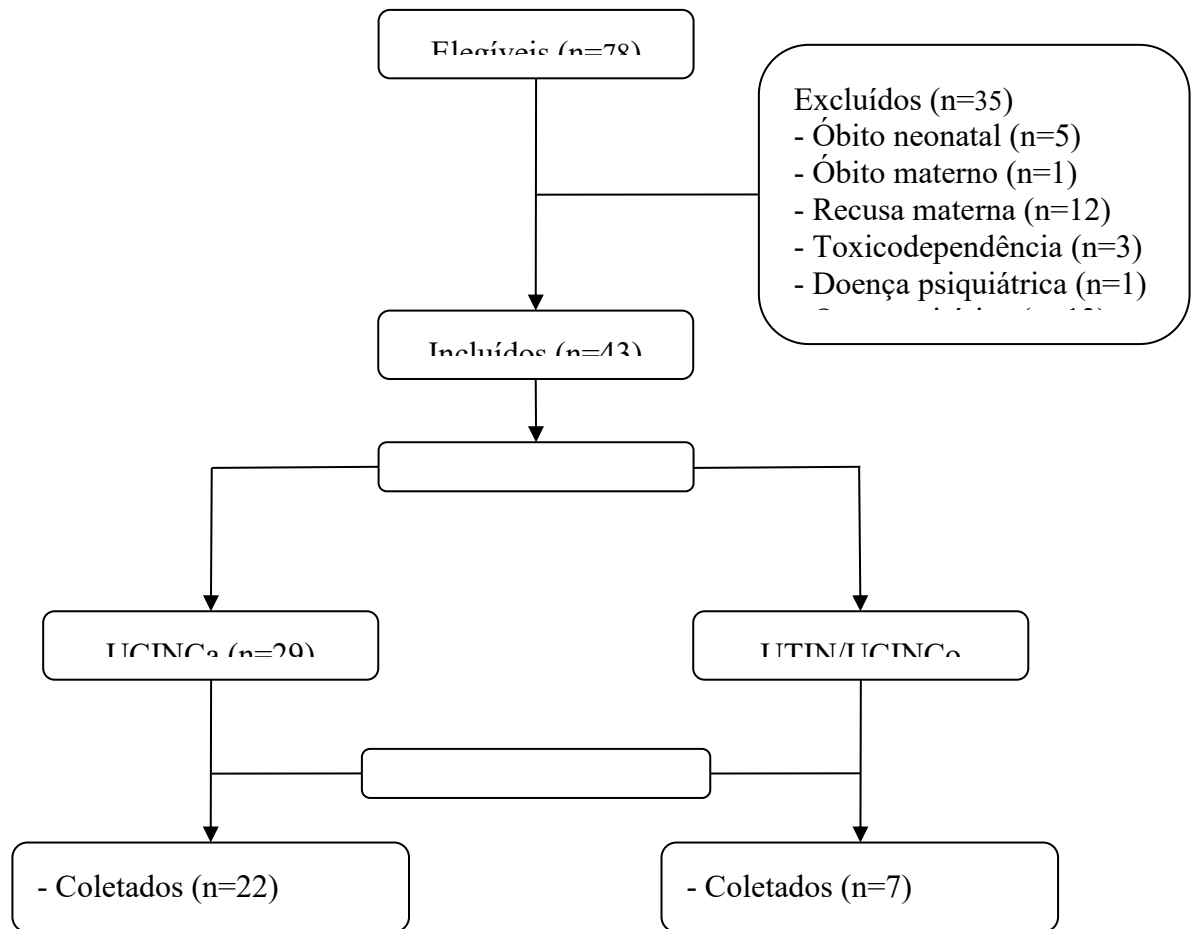 Elegíveis (n=78)
Excluídos (n=35)
- Óbito neonatal (n=5)
- Óbito materno (n=1)
- Recusa materna (n=12)
- Toxicodependência (n=3)
- Doença psiquiátrica (n=1)
Incluídos (n=43)
UCINCa (n=29)
UTIN/UCINCo
- Coletados (n=22)
- Coletados (n=7)